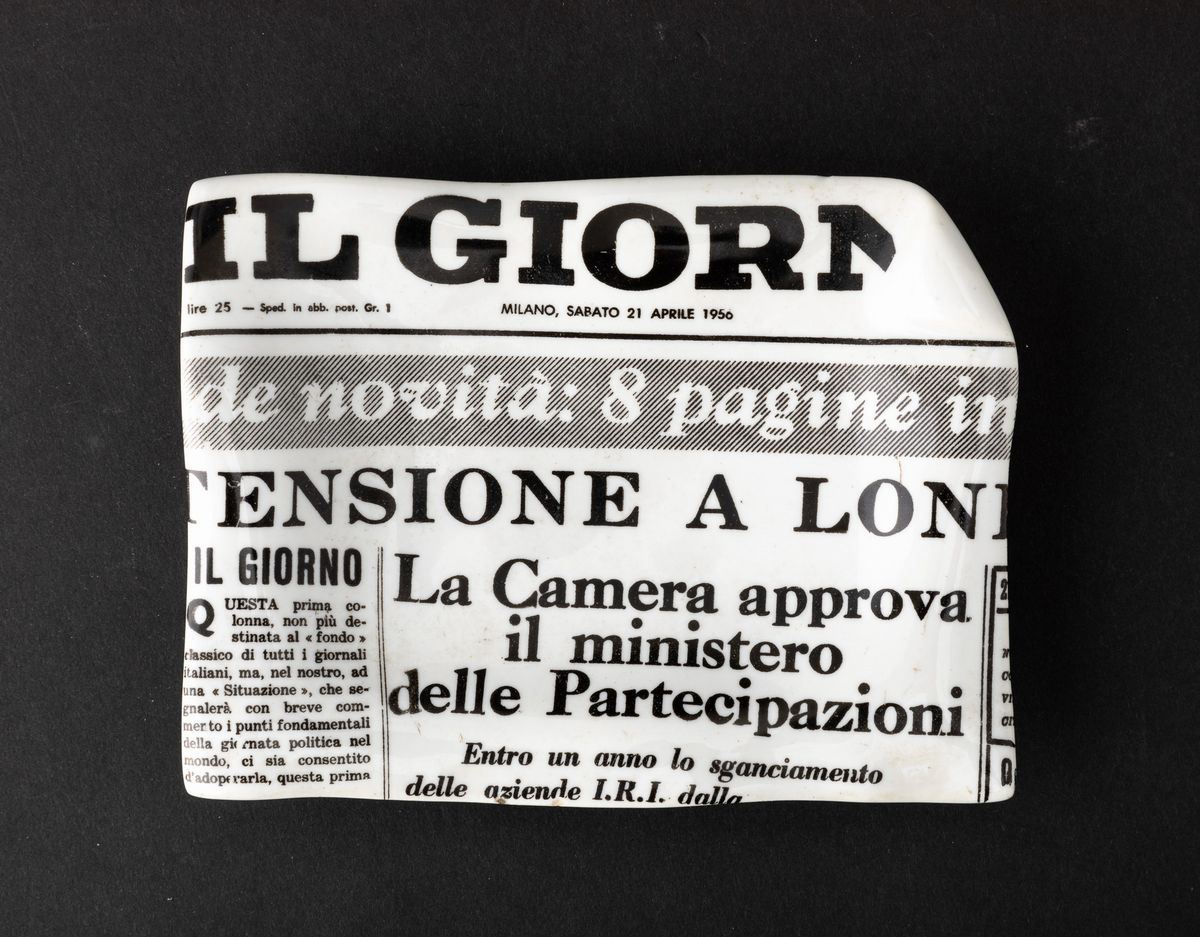 IL GIORN
lire 25 — Sped. in abb. post. Gr. 1 MILANO, SABATO 21 APRILE 1956
de novità: 8 pagine in
TENSIONE A LON
IL GIORNO
QUESTA prima co-
lonna, non più de-
stinata al « fondo »
classico di tutti i giornali
italiani, ma, nel nostro, ad
una « Situazione », che se-
gnalerà con breve com-
mento i punti fondamentali
della giornata politica nel
mondo, ci sia consentito
d'adoperarla, questa prima
La Camera approva
il ministero
delle Partecipazioni
Entro un anno lo sganciamento
delle aziende I.R.I. dalla
2
Q